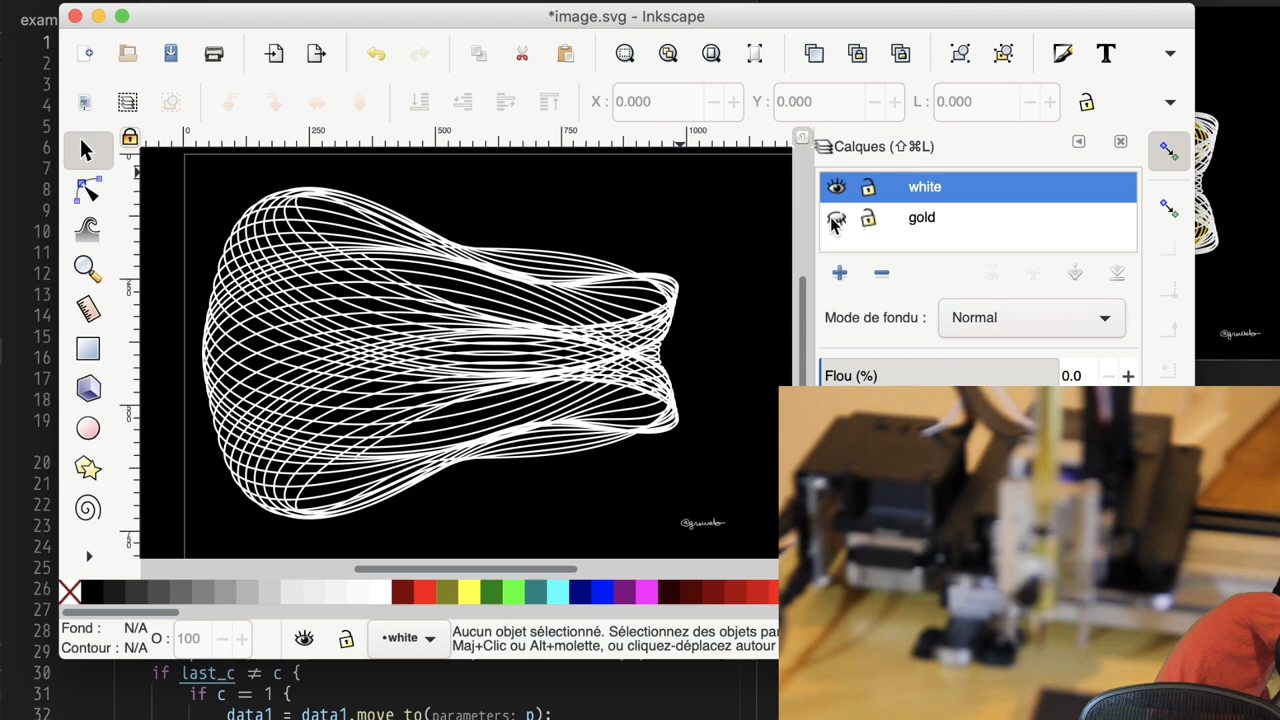 exam
*image.svg - Inkscape
X : 0.000
Y : 0.000
L : 0.000
Calques (⇧⌘L)
0 250 500 750 1000
white
gold
Mode de fondu : Normal
Flou (%) 0.0
@greweb
@greweb
Fond : N/A
Contour : N/A
O : 100
•white
Aucun objet sélectionné. Sélectionnez des objets pa
Maj+Clic ou Alt+molette, ou cliquez-déplacez autour
1
2
3
4
5
6
7
8
9
10
11
12
13
14
15
16
17
18
19
20
21
22
23
24
25
26
27
28
29
30 if last_c ≠ c {
31 if c = 1 {
32 data1 = data1.move_to(parameters: p);